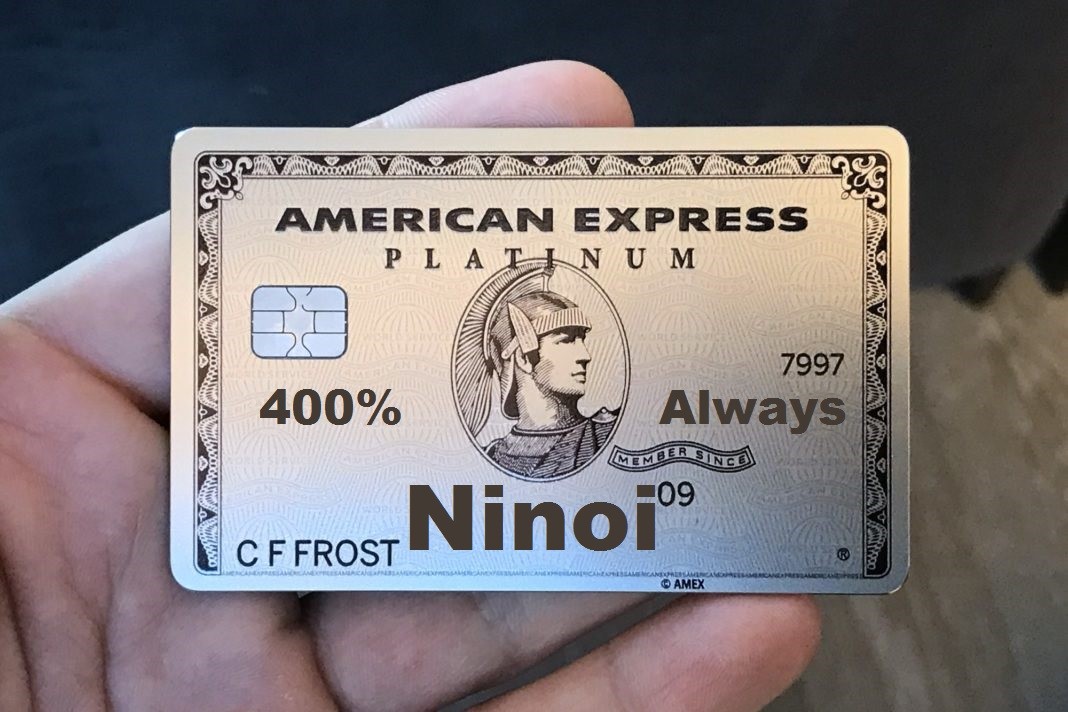 AMERICAN EXPRESS
PLATINUM
7997
400% Always
MEMBER SINCE
Ninoi 09
C F FROST
®
© AMEX